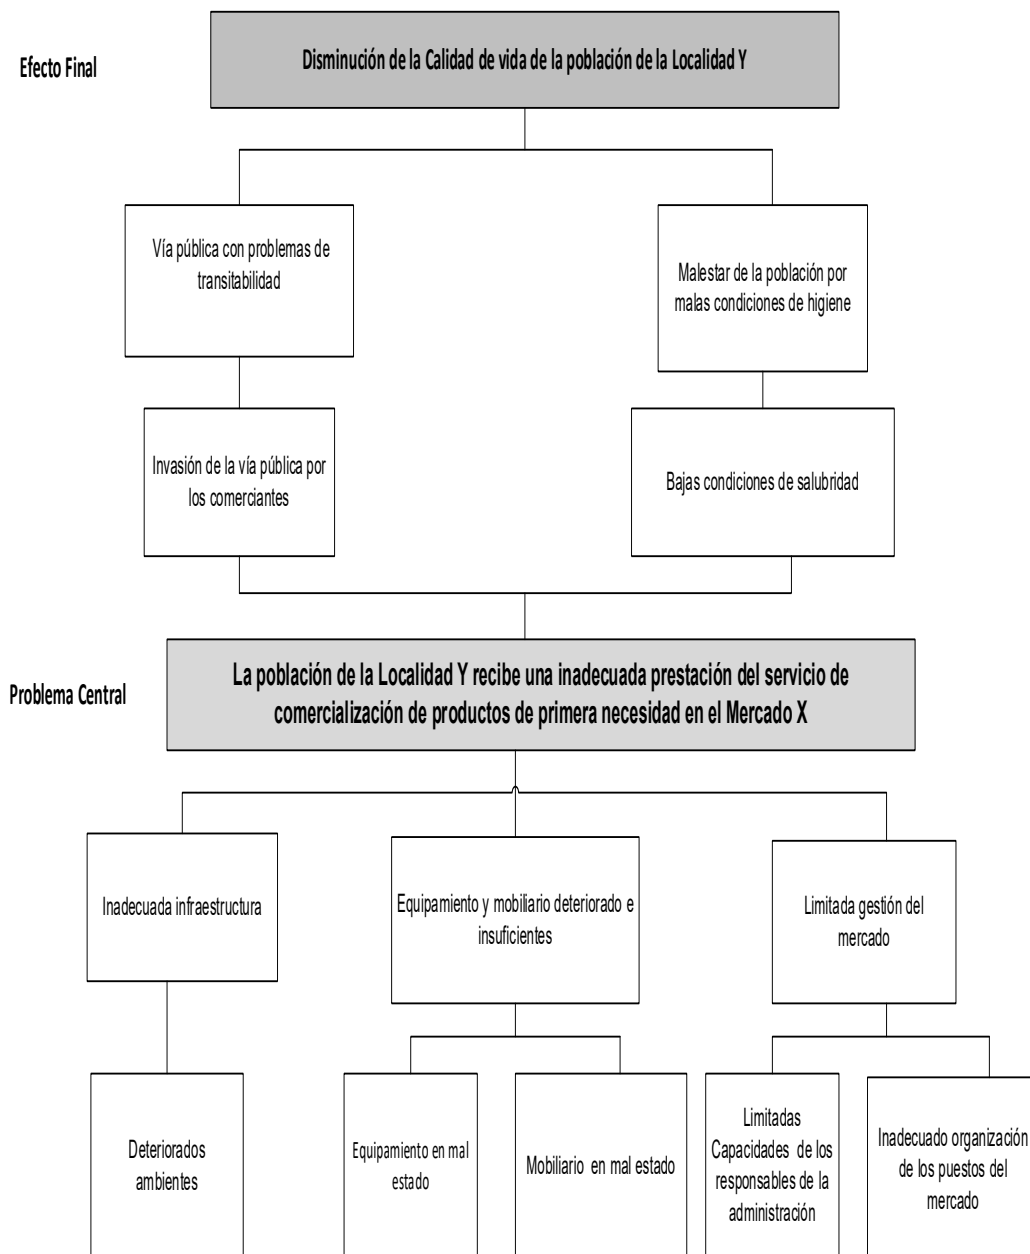 Efecto Final
Disminución de la Calidad de vida de la población de la Localidad Y
Vía pública con problemas de
transitabilidad
Malestar de la población por
malas condiciones de higiene
Invasión de la vía pública por
los comerciantes
Bajas condiciones de salubridad
Problema Central
La población de la Localidad Y recibe una inadecuada prestación del servicio de
comercialización de productos de primera necesidad en el Mercado X
Inadecuada infraestructura
Equipamiento y mobiliario deteriorado e
insuficientes
Limitada gestión del
mercado
Deteriorados
ambientes
Equipamiento en mal
estado
Mobiliario en mal estado
Limitadas
Capacidades de los
responsables de la
administración
Inadecuado organización
de los puestos del
mercado